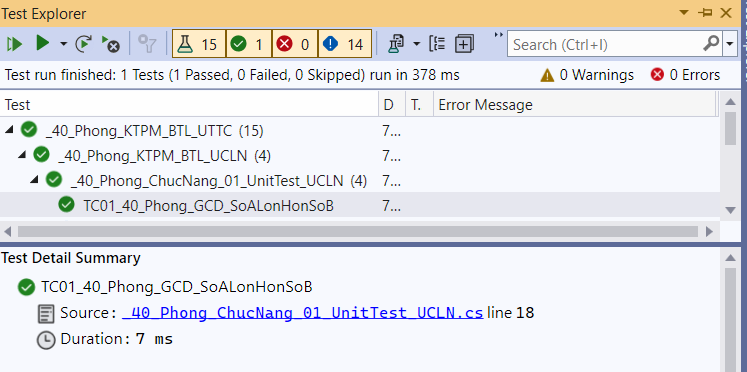 Test Explorer
15 1 0 14 Search (Ctrl+I)
Test run finished: 1 Tests (1 Passed, 0 Failed, 0 Skipped) run in 378 ms 0 Warnings 0 Errors
Test D T. Error Message
_40_Phong_KTPM_BTL_UTTC (15) 7...
_40_Phong_KTPM_BTL_UCLN (4) 7...
_40_Phong_ChucNang_01_UnitTest_UCLN (4) 7...
TC01_40_Phong_GCD_SoALonHonSoB 7...
Test Detail Summary
TC01_40_Phong_GCD_SoALonHonSoB
Source: _40_Phong_ChucNang_01_UnitTest_UCLN.cs line 18
Duration: 7 ms